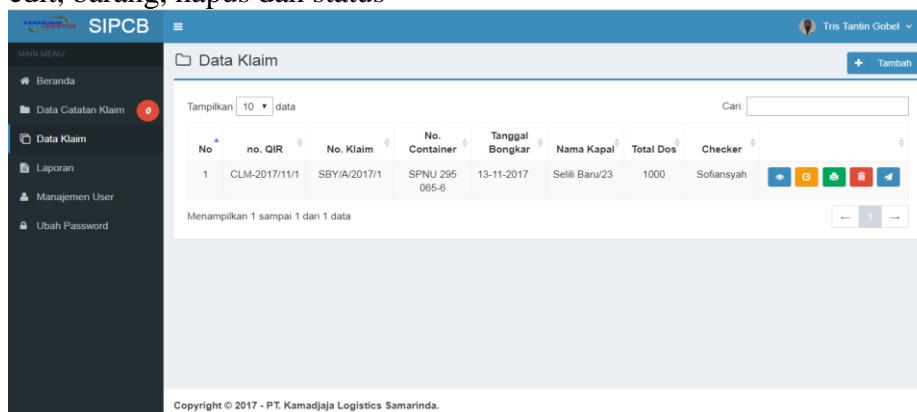 edit, barang, hapus dan status
KAMADJAJA LOGISTICS SIPCB
Tris Tantin Gobel
MAIN MENU
Beranda
Data Catatan Klaim 0
Data Klaim
Laporan
Manajemen User
Ubah Password
Data Klaim
+ Tambah
Tampilkan 10 data
Cari:
No no. QIR No. Klaim No. Container Tanggal Bongkar Nama Kapal Total Dos Checker
1 CLM-2017/11/1 SBY/A/2017/1 SPNU 295 065-6 13-11-2017 Selili Baru/23 1000 Sofiansyah
Menampilkan 1 sampai 1 dari 1 data
← 1 →
Copyright © 2017 - PT. Kamadjaja Logistics Samarinda.